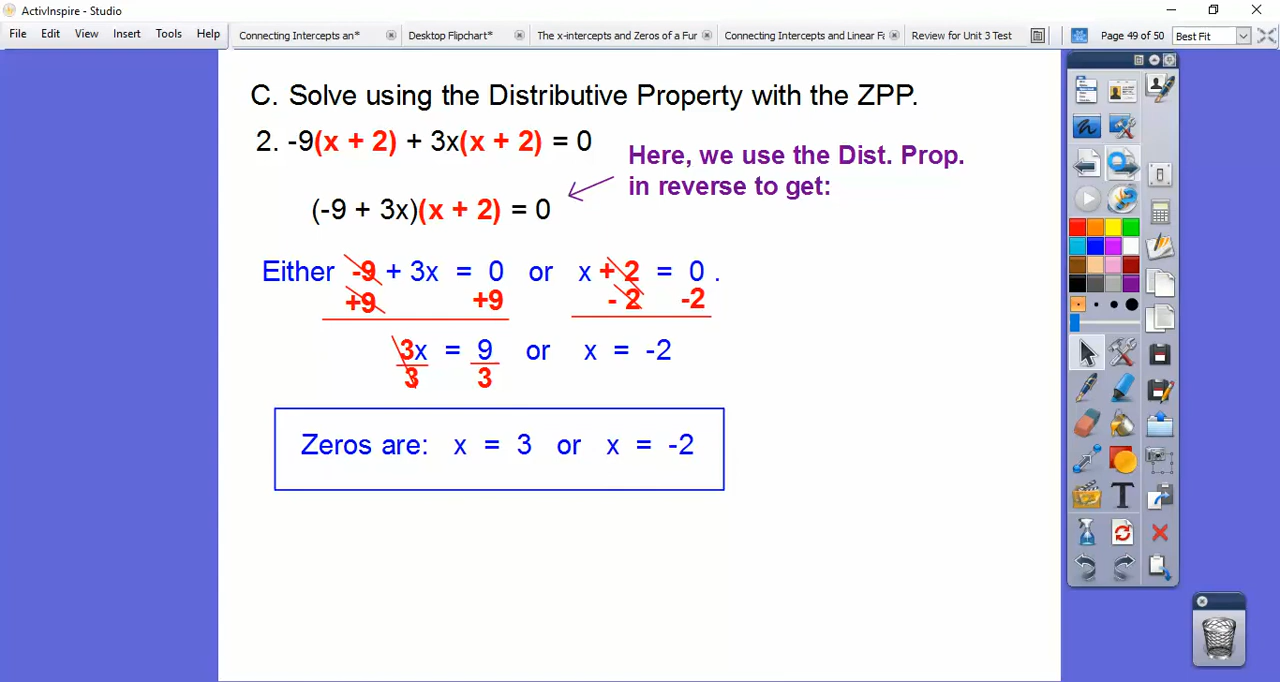 ActivInspire - Studio
File Edit View Insert Tools Help
Connecting Intercepts an* Desktop Flipchart* The x-intercepts and Zeros of a Fur Connecting Intercepts and Linear Fa Review for Unit 3 Test Page 49 of 50 Best Fit
C. Solve using the Distributive Property with the ZPP.
2. -9(x + 2) + 3x(x + 2) = 0
Here, we use the Dist. Prop.
in reverse to get:
(-9 + 3x)(x + 2) = 0
Either -9 + 3x = 0 or x + 2 = 0 .
+9 +9 - 2 -2
3x = 9 or x = -2
3 3
Zeros are: x = 3 or x = -2